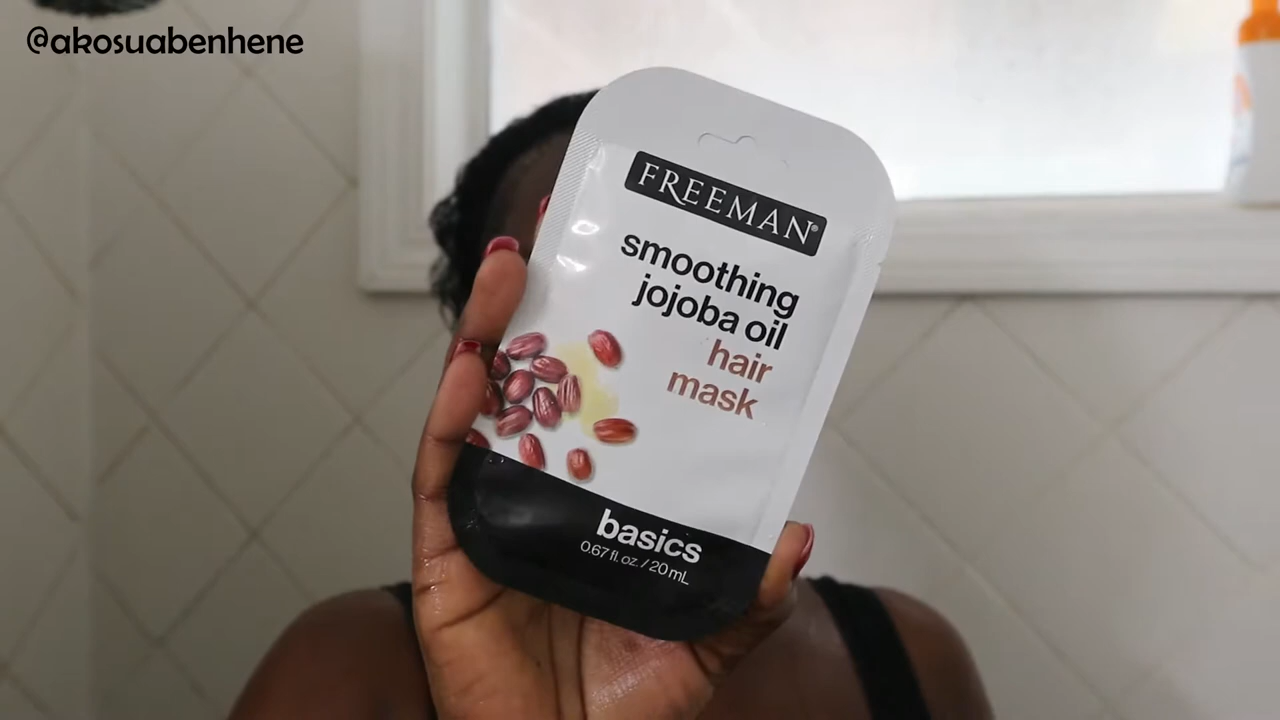 @akosuabenhene
FREEMAN®
smoothing
jojoba oil
hair
mask
basics
0.67 fl. oz. / 20 mL